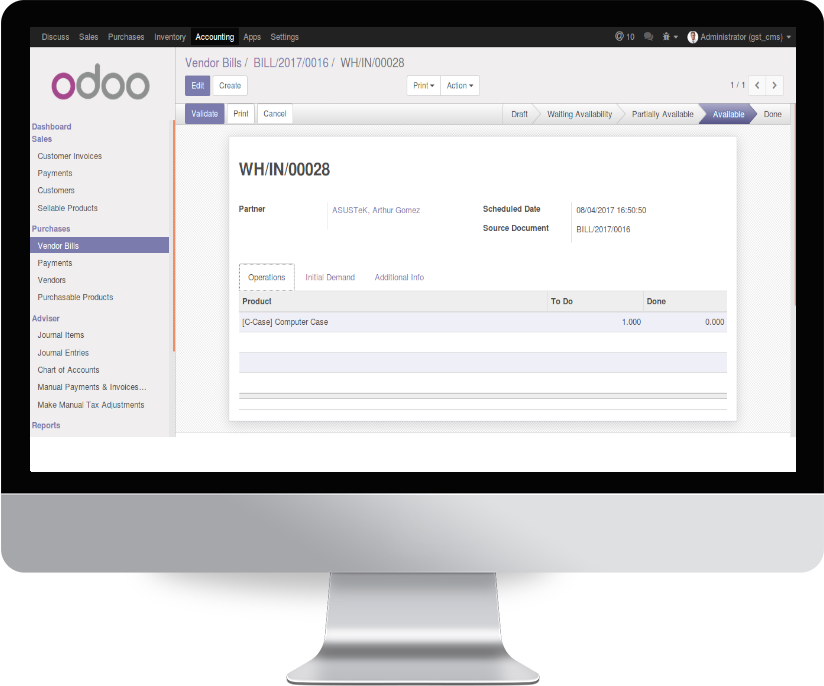 Discuss Sales Purchases Inventory Accounting Apps Settings @ 10 Administrator (gst_cms)
odoo
Vendor Bills / BILL/2017/0016 / WH/IN/00028
Edit Create Print Action 1 / 1
Validate Print Cancel Draft Waiting Availability Partially Available Available Done
Dashboard
Sales
Customer Invoices
Payments
Customers
Sellable Products
Purchases
Vendor Bills
Payments
Vendors
Purchasable Products
Adviser
Journal Items
Journal Entries
Chart of Accounts
Manual Payments & Invoices...
Make Manual Tax Adjustments
Reports
WH/IN/00028
Partner ASUSTeK, Arthur Gomez Scheduled Date 08/04/2017 16:50:50
Source Document BILL/2017/0016
Operations Initial Demand Additional Info
Product To Do Done
[C-Case] Computer Case 1.000 0.000